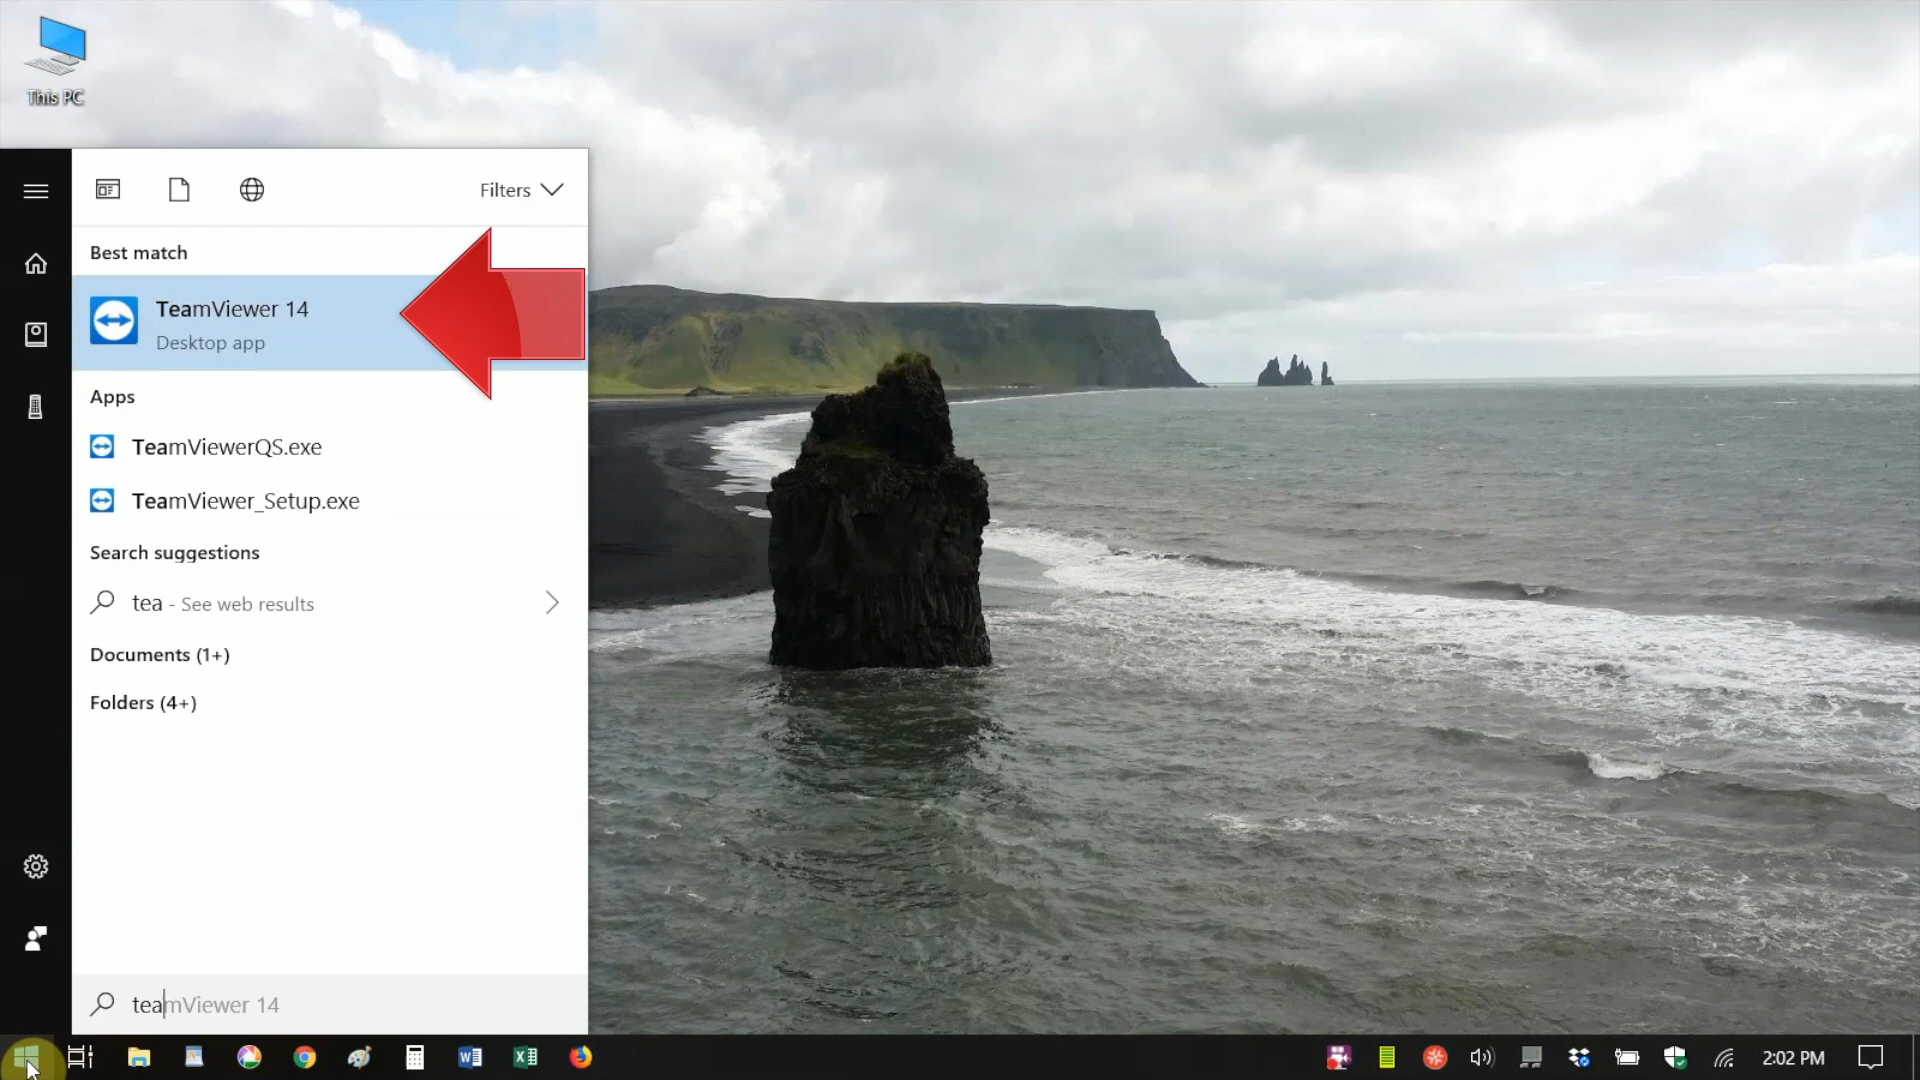 This PC
Filters
Best match
TeamViewer 14
Desktop app
Apps
TeamViewerQS.exe
TeamViewer_Setup.exe
Search suggestions
tea - See web results
Documents (1+)
Folders (4+)
teamViewer 14
2:02 PM